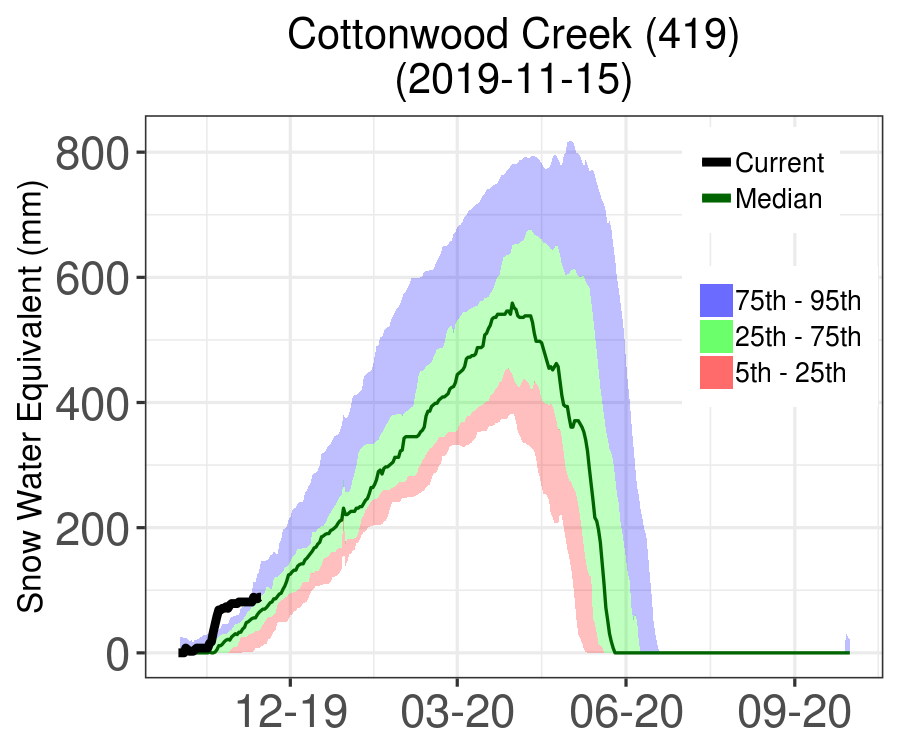 Cottonwood Creek (419)
(2019-11-15)
Snow Water Equivalent (mm)
800
600
400
200
0
Current
Median
75th - 95th
25th - 75th
5th - 25th
12-19
03-20
06-20
09-20